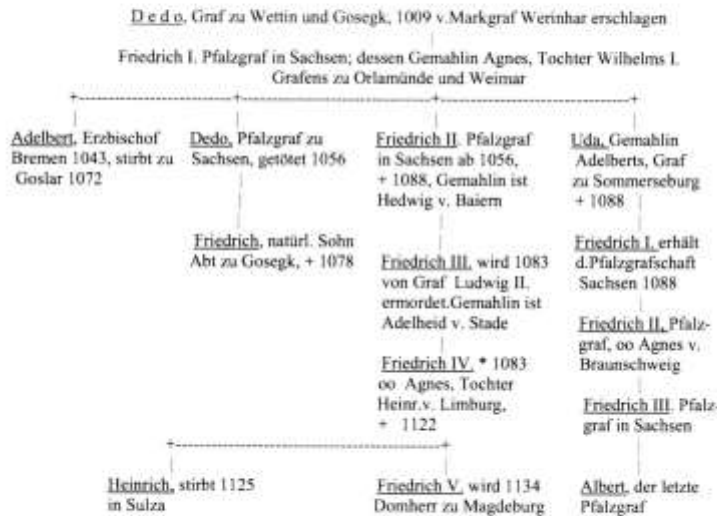 Dedo, Graf zu Wettin und Gosegk, 1009 v.Markgraf Werinhar erschlagen
Friedrich I. Pfalzgraf in Sachsen; dessen Gemahlin Agnes, Tochter Wilhelms I.
Grafens zu Orlamünde und Weimar
Adelbert, Erzbischof
Bremen 1043, stirbt zu
Goslar 1072
Dedo, Pfalzgraf zu
Sachsen, getötet 1056
Friedrich II. Pfalzgraf
in Sachsen ab 1056,
+ 1088, Gemahlin ist
Hedwig v. Baiern
Uda, Gemahlin
Adelberts, Graf
zu Sommerseburg
+ 1088
Friedrich, natürl. Sohn
Abt zu Gosegk, + 1078
Friedrich III. wird 1083
von Graf Ludwig II.
ermordet.Gemahlin ist
Adelheid v. Stade
Friedrich I. erhält
d.Pfalzgrafschaft
Sachsen 1088
Friedrich II, Pfalz-
graf, oo Agnes v.
Braunschweig
Friedrich IV. * 1083
oo Agnes, Tochter
Heinr.v. Limburg,
+ 1122
Friedrich III. Pfalz-
graf in Sachsen
Heinrich, stirbt 1125
in Sulza
Friedrich V. wird 1134
Domherr zu Magdeburg
Albert, der letzte
Pfalzgraf